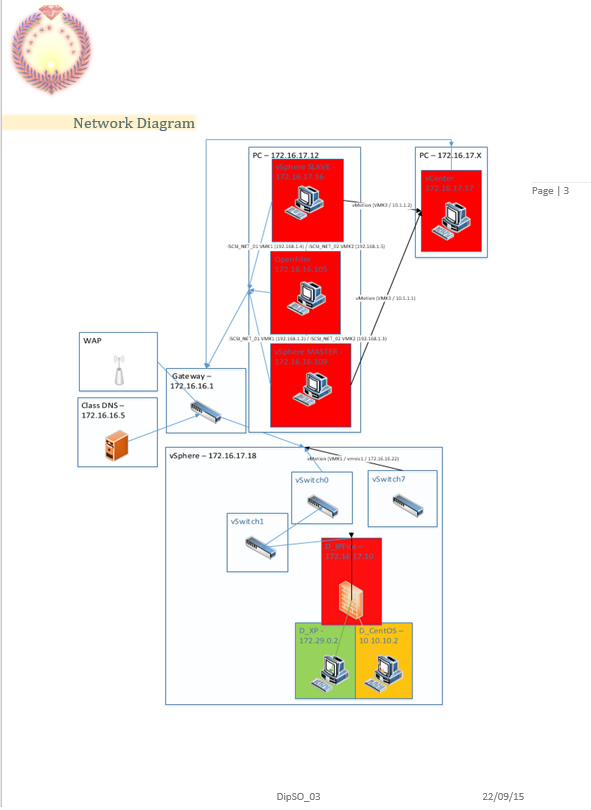 Network Diagram
Page | 3
PC – 172.16.17.12
PC – 172.16.17.X
vSphere SLAVE -
172.16.17.16
vCenter
172.16.17.17
vMotion (VMK3 / 10.1.1.2)
iSCSI_NET_01 VMK1 (192.168.1.4) / iSCSI_NET_02 VMK2 (192.168.1.5)
Openfiler
172.16.16.105
vMotion (VMK3 / 10.1.1.1)
iSCSI_NET_01 VMK1 (192.168.1.2) / iSCSI_NET_02 VMK2 (192.168.1.3)
vSphere MASTER -
WAP
Gateway –
172.16.16.1
Class DNS –
172.16.16.5
vSphere – 172.16.17.18
vMotion (VMK1 / vmnic1 / 172.16.16.22)
vSwitch0
vSwitch7
vSwitch1
172.16.17.10
D_XP -
172.29.0.2
D_CentOS –
10 10.10.2
DipSO_03
22/09/15